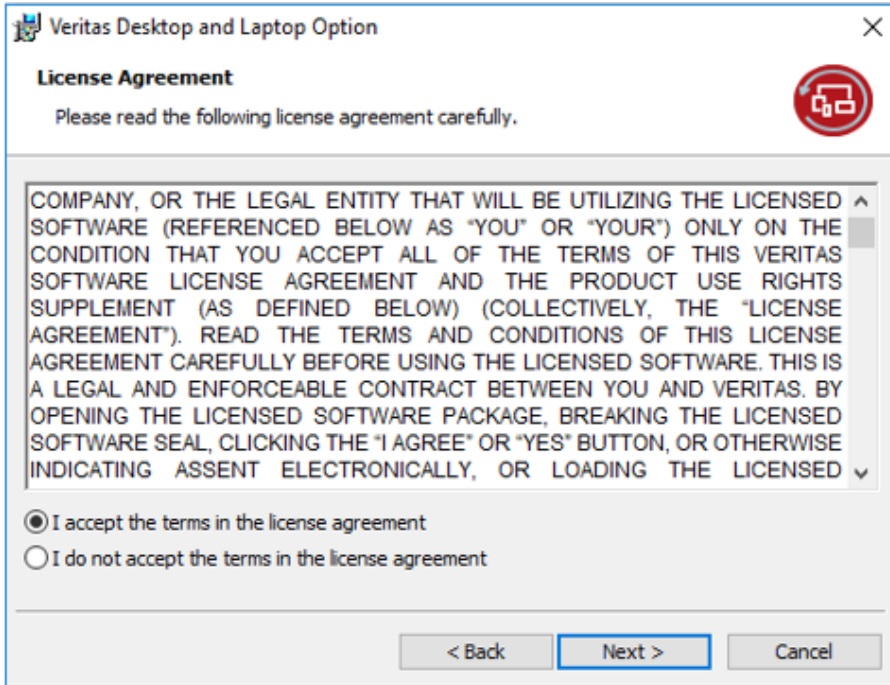 Veritas Desktop and Laptop Option
License Agreement
Please read the following license agreement carefully.
COMPANY, OR THE LEGAL ENTITY THAT WILL BE UTILIZING THE LICENSED
SOFTWARE (REFERENCED BELOW AS “YOU” OR “YOUR”) ONLY ON THE
CONDITION THAT YOU ACCEPT ALL OF THE TERMS OF THIS VERITAS
SOFTWARE LICENSE AGREEMENT AND THE PRODUCT USE RIGHTS
SUPPLEMENT (AS DEFINED BELOW) (COLLECTIVELY, THE “LICENSE
AGREEMENT”). READ THE TERMS AND CONDITIONS OF THIS LICENSE
AGREEMENT CAREFULLY BEFORE USING THE LICENSED SOFTWARE. THIS IS
A LEGAL AND ENFORCEABLE CONTRACT BETWEEN YOU AND VERITAS. BY
OPENING THE LICENSED SOFTWARE PACKAGE, BREAKING THE LICENSED
SOFTWARE SEAL, CLICKING THE “I AGREE” OR “YES” BUTTON, OR OTHERWISE
INDICATING ASSENT ELECTRONICALLY, OR LOADING THE LICENSED
I accept the terms in the license agreement
I do not accept the terms in the license agreement
< Back Next > Cancel